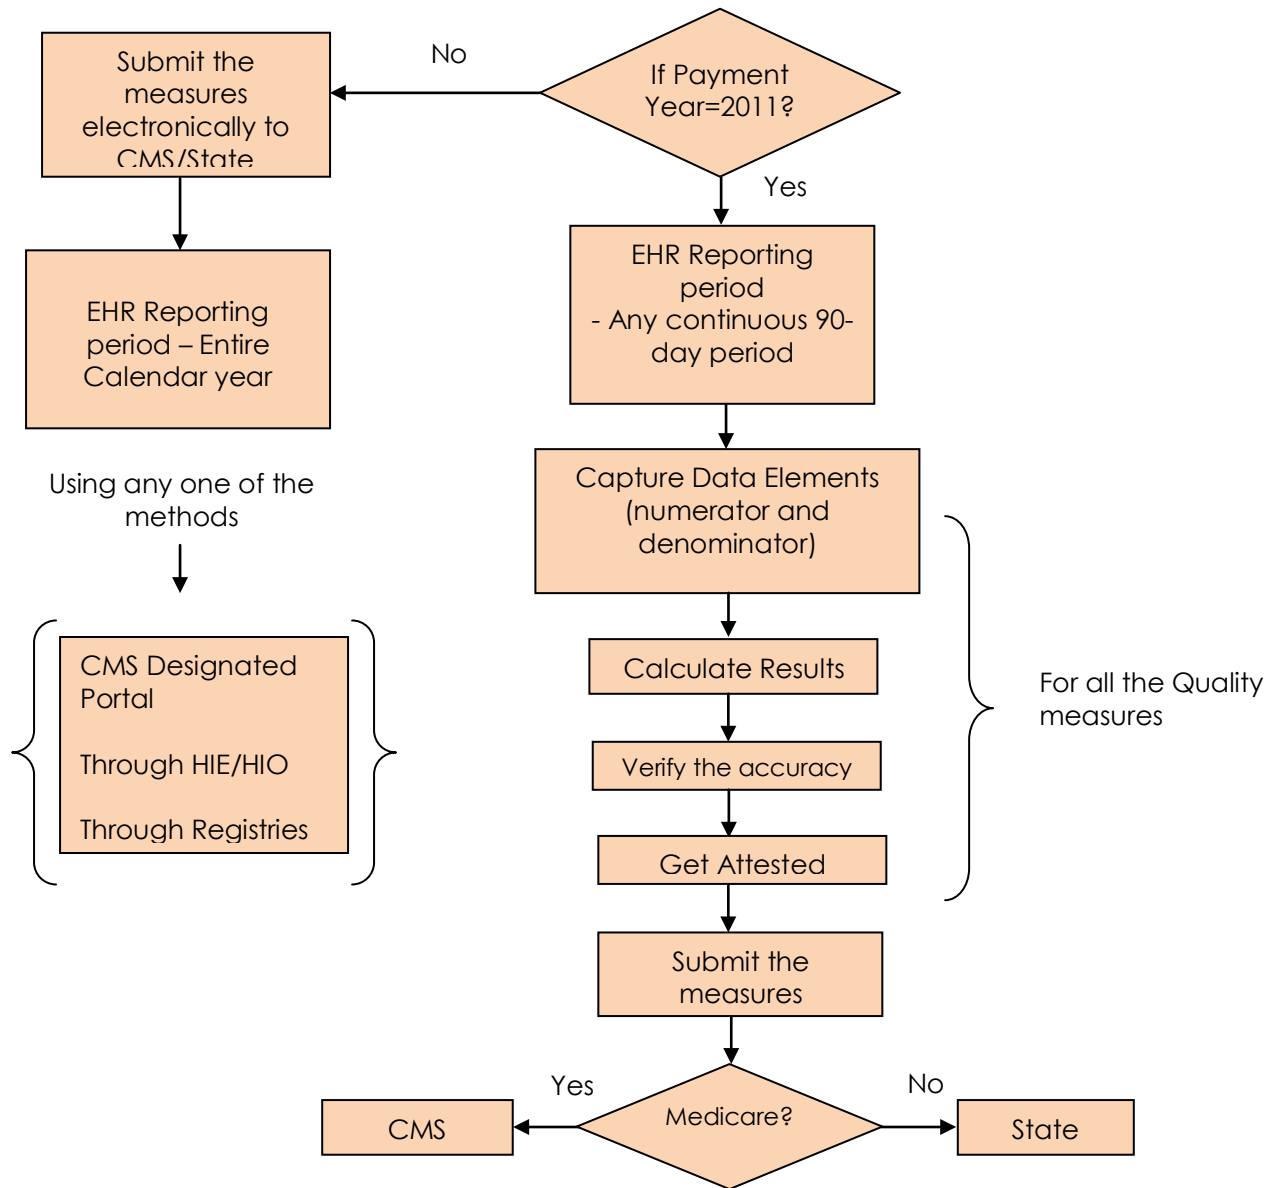 If Payment
Year=2011?
No
Submit the
measures
electronically to
CMS/State
Yes
EHR Reporting
period – Entire
Calendar year
EHR Reporting
period
- Any continuous 90-
day period
Using any one of the
methods
CMS Designated
Portal
Through HIE/HIO
Through Registries
Capture Data Elements
(numerator and
denominator)
Calculate Results
Verify the accuracy
Get Attested
For all the Quality
measures
Submit the
measures
Medicare?
Yes
CMS
No
State